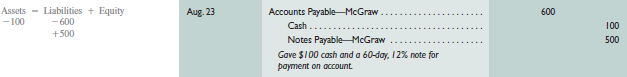 Assets = Liabilities + Equity
−100 −600
+500
Aug. 23 Accounts Payable—McGraw . . . . . . . . . . . . . . . . . . . . . . . 600
Cash . . . . . . . . . . . . . . . . . . . . . . . . . . . . . . . . . . . . . . 100
Notes Payable—McGraw . . . . . . . . . . . . . . . . . . . . . . 500
Gave $100 cash and a 60-day, 12% note for
payment on account.